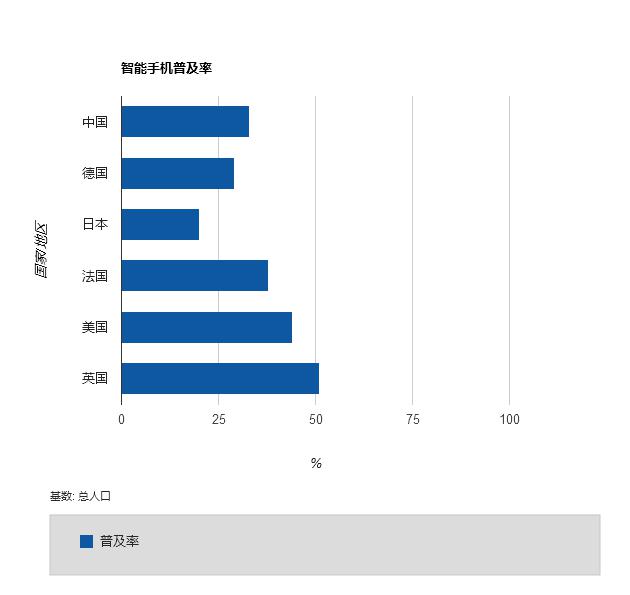 智能手机普及率
国家/地区
中国
德国
日本
法国
美国
英国
0 25 50 75 100
%
基数: 总人口
普及率